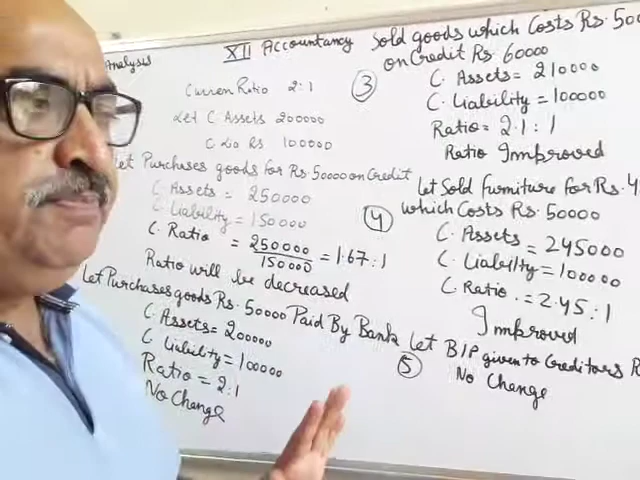 Analysis
XII Accountancy
Curren Ratio 2:1
Let C Assets 200000
C Lia Rs 100000
Let Purchases goods for Rs. 50000 on Credit
C. Assets = 250000
C. Liability = 150000
C. Ratio = 250000 / 150000 = 1.67:1
Ratio will be decreased
Let Purchases goods Rs. 50000 Paid By Bank
C. Assets = 200000
C Liability = 100000
Ratio = 2:1
No Change
Sold goods which Costs Rs. 500
on Credit Rs. 60000
3
C. Assets = 210000
C. Liability = 100000
Ratio = 2.1:1
Ratio Improved
Let Sold furniture for Rs. 4
which Costs Rs. 50000
4
C. Assets = 245000
C. Liability = 100000
C. Ratio. = 2.45:1
Improved
Let B/P given to Creditors R
5
No Change